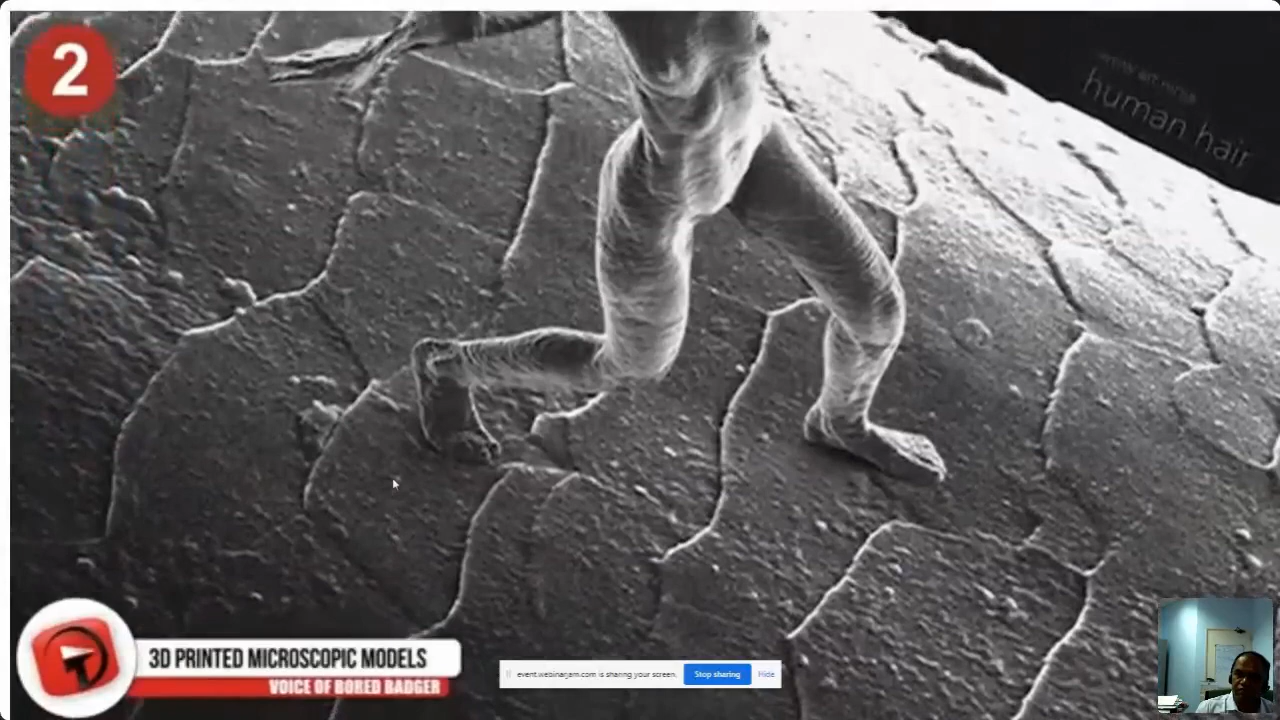 2
human hair
3D PRINTED MICROSCOPIC MODELS
VOICE OF BORED BADGER
event.webinarjam.com is sharing your screen.
Stop sharing
Hide